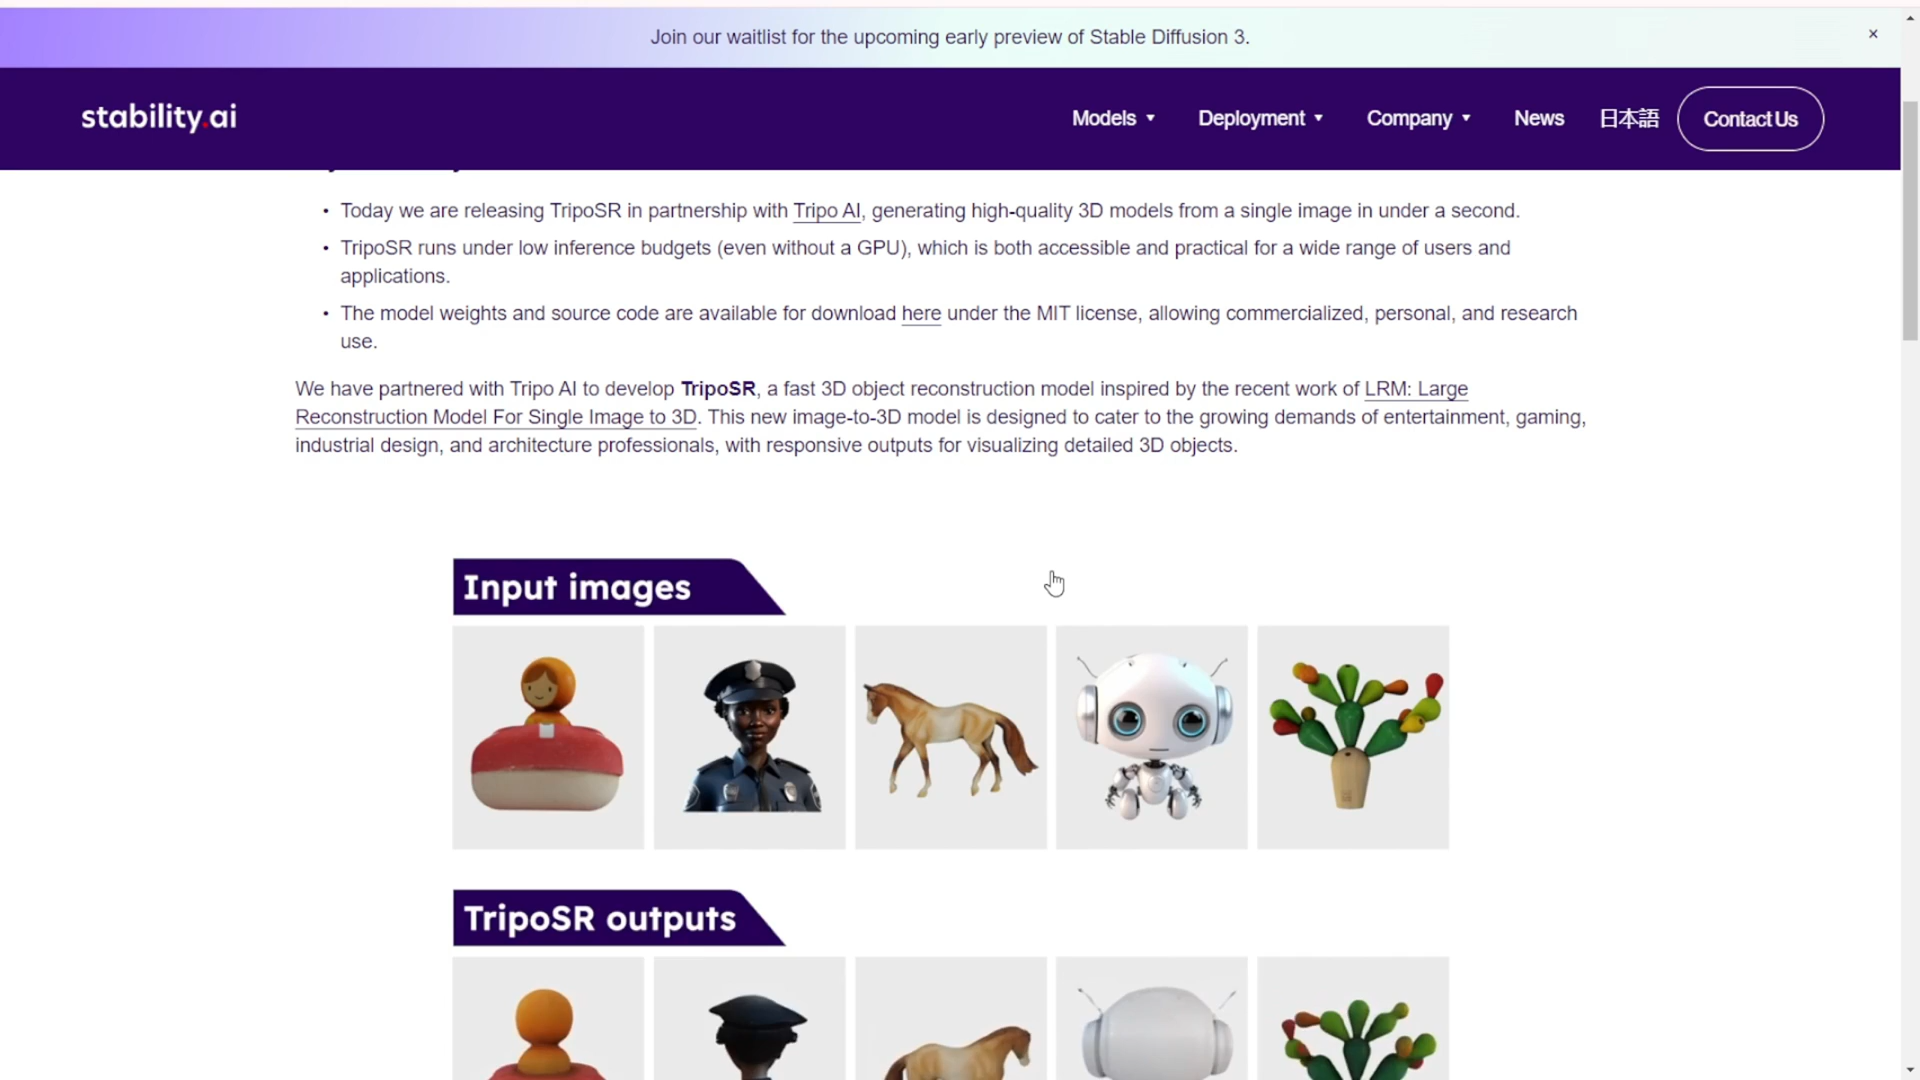 Join our waitlist for the upcoming early preview of Stable Diffusion 3.
×
stability.ai
Models
Deployment
Company
News
日本語
Contact Us
• Today we are releasing TripoSR in partnership with Tripo AI, generating high-quality 3D models from a single image in under a second.
• TripoSR runs under low inference budgets (even without a GPU), which is both accessible and practical for a wide range of users and
applications.
• The model weights and source code are available for download here under the MIT license, allowing commercialized, personal, and research
use.
We have partnered with Tripo AI to develop TripoSR, a fast 3D object reconstruction model inspired by the recent work of LRM: Large
Reconstruction Model For Single Image to 3D. This new image-to-3D model is designed to cater to the growing demands of entertainment, gaming,
industrial design, and architecture professionals, with responsive outputs for visualizing detailed 3D objects.
Input images
TripoSR outputs